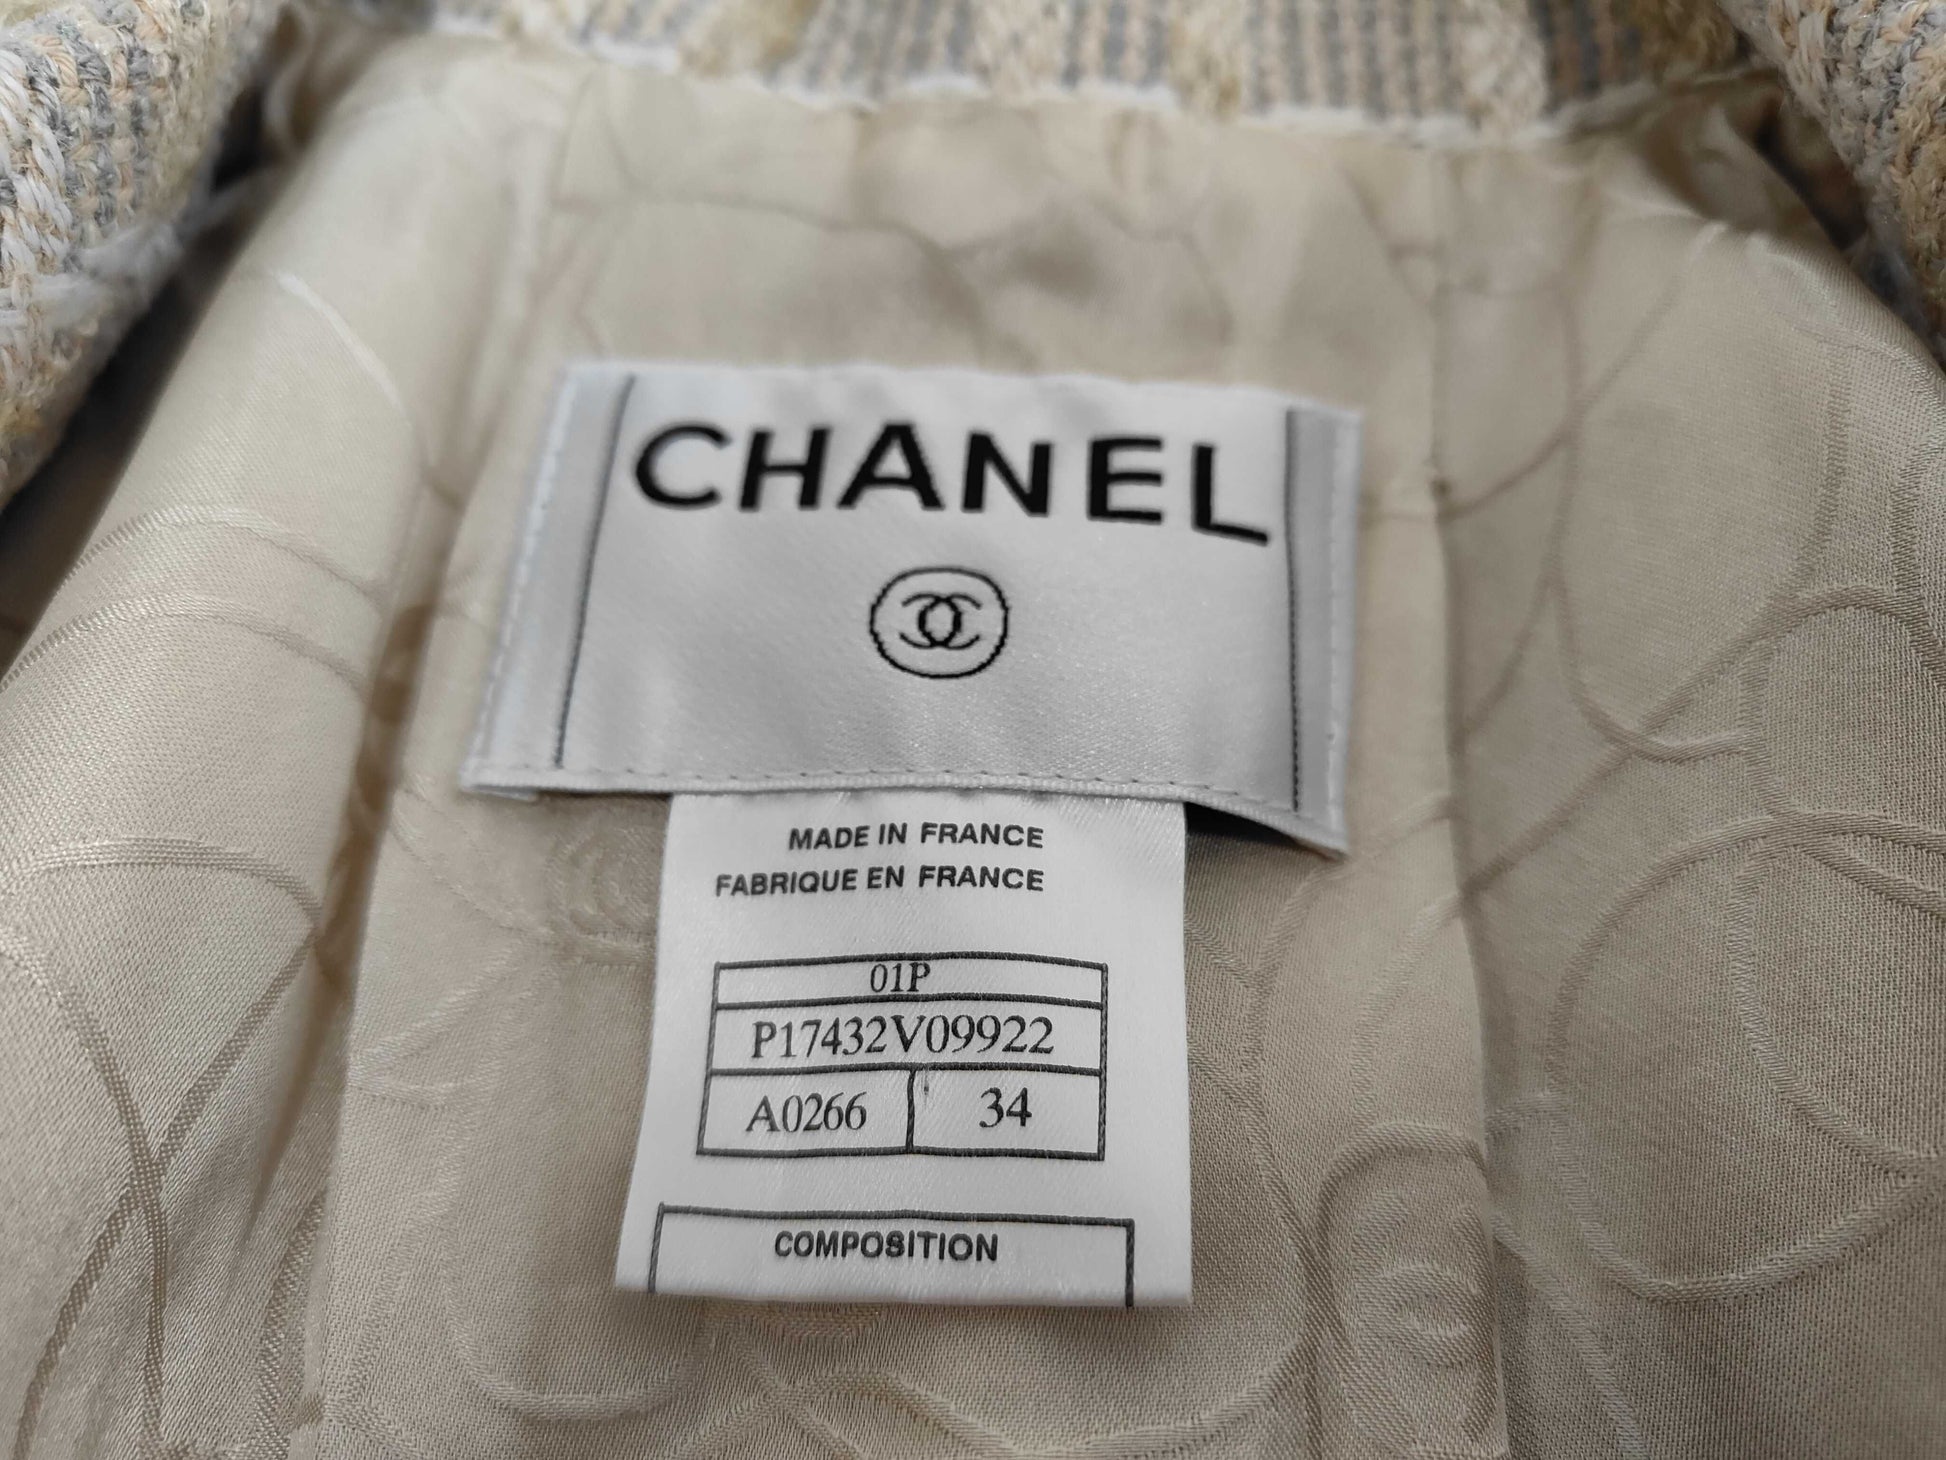 CHANEL
MADE IN FRANCE
FABRIQUE EN FRANCE
01P
P17432V09922
A0266 34
COMPOSITION